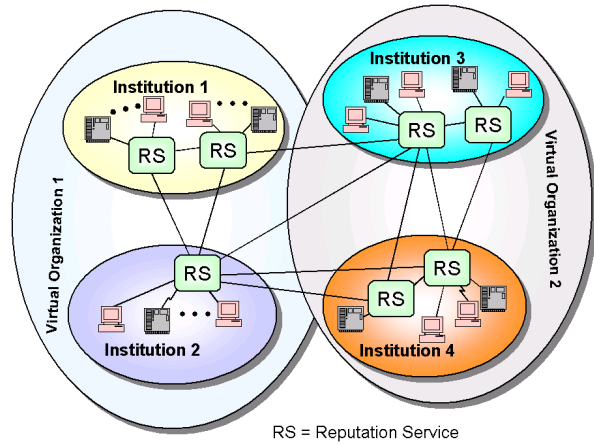 Institution 1
Institution 3
RS
RS
RS
RS
Virtual Organization 1
Virtual Organization 2
RS
RS
RS
Institution 2
Institution 4
RS = Reputation Service